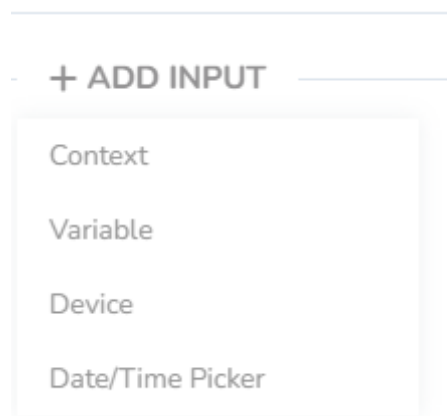 + ADD INPUT
Context
Variable
Device
Date/Time Picker